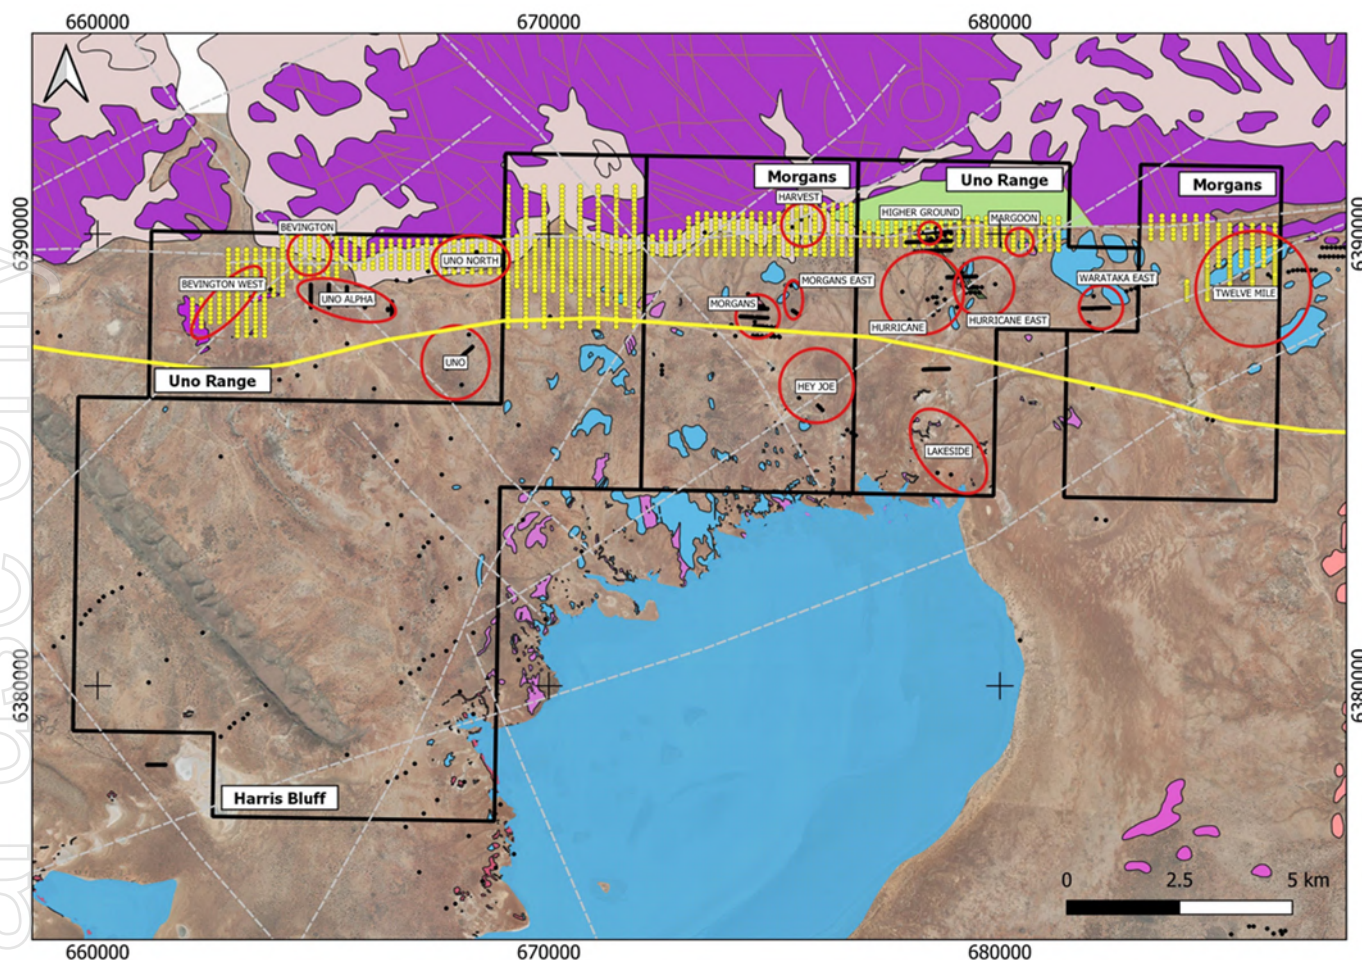 660000
670000
680000
Morgans
Uno Range
Morgans
HARVEST
HIGHER GROUND
MARGOON
6390000
6390000
BEVINGTON
UNO NORTH
BEVINGTON WEST
UNO ALPHA
MORGANS EAST
WARATAKA EAST
TWELVE MILE
MORGANS
HURRICANE
HURRICANE EAST
UNO
Uno Range
HEY JOE
LAKESIDE
6380000
6380000
Harris Bluff
0
2.5
5 km
660000
670000
680000